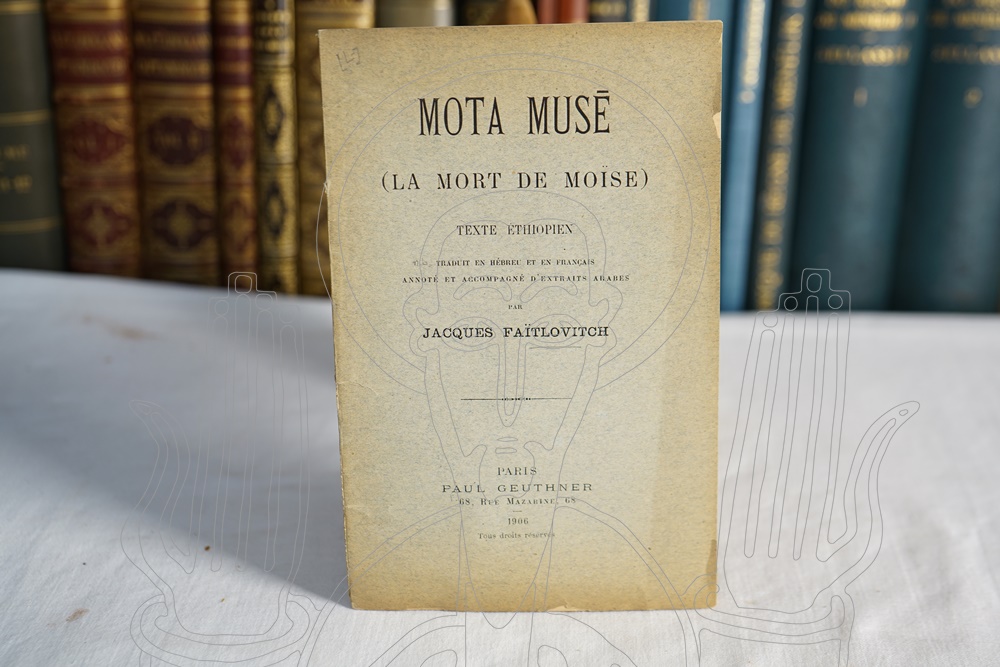 MOTA MUSĒ
(LA MORT DE MOÏSE)
TEXTE ÉTHIOPIEN
TRADUIT EN HÉBREU ET EN FRANÇAIS
ANNOTÉ ET ACCOMPAGNÉ D'EXTRAITS ARABES
PAR
JACQUES FAÏTLOVITCH
PARIS
PAUL GEUTHNER
68, RUE MAZARINE, 68
1906
Tous droits réservés